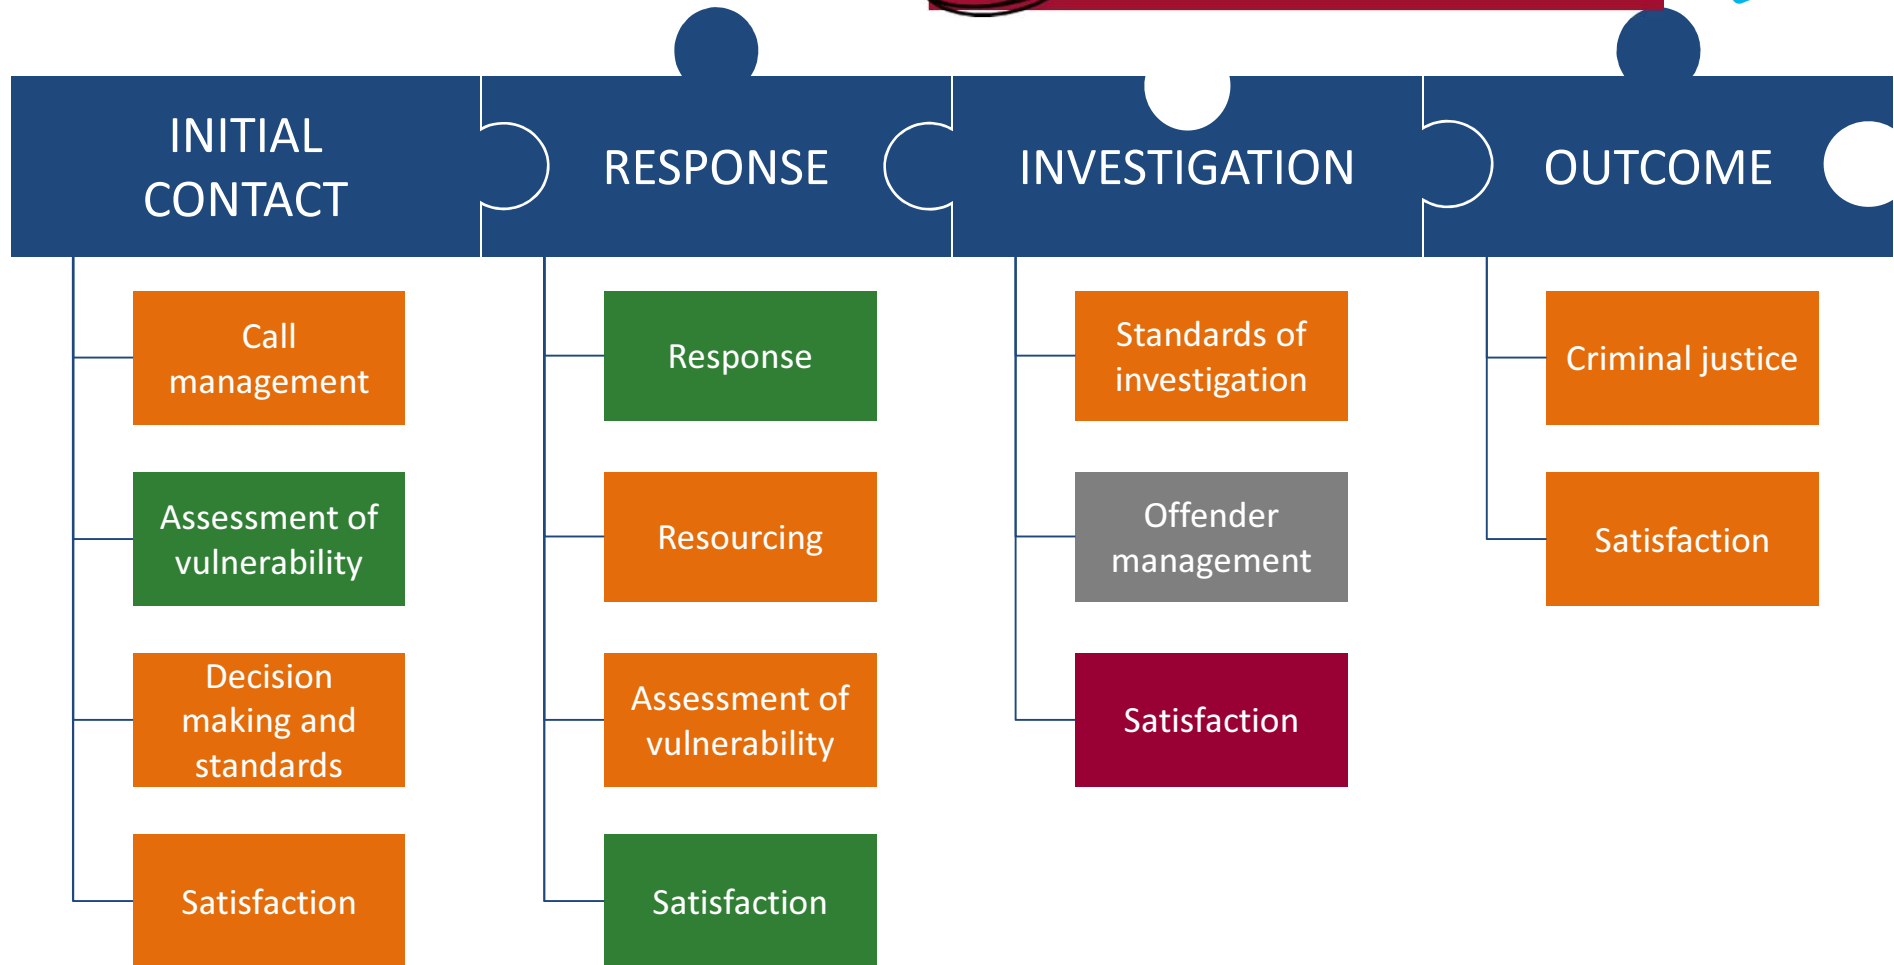 INITIAL
CONTACT
RESPONSE
INVESTIGATION
OUTCOME
Call
management
Assessment of
vulnerability
Decision
making and
standards
Satisfaction
Response
Resourcing
Assessment of
vulnerability
Satisfaction
Standards of
investigation
Offender
management
Satisfaction
Criminal justice
Satisfaction